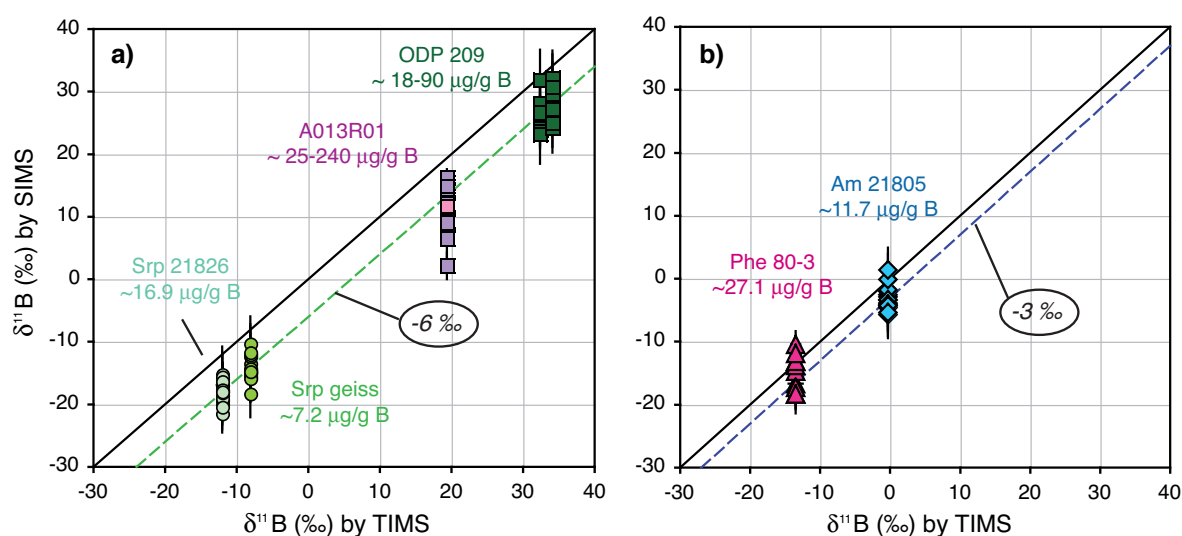 a)
ODP 209
~ 18-90 μg/g B
A013R01
~ 25-240 μg/g B
Srp 21826
~16.9 μg/g B
-6 ‰
Srp geiss
~7.2 μg/g B
40
30
20
10
0
-10
-20
-30
-30
-20
-10
0
10
20
30
40
δ¹¹B (‰) by SIMS
δ¹¹B (‰) by TIMS
b)
Am 21805
~11.7 μg/g B
Phe 80-3
~27.1 μg/g B
-3 ‰
40
30
20
10
0
-10
-20
-30
-30
-20
-10
0
10
20
30
40
δ¹¹B (‰) by TIMS